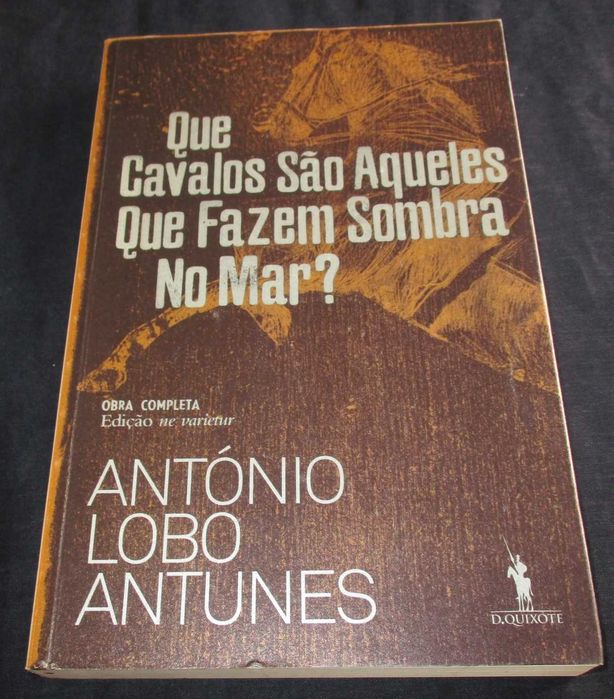 Que
Cavalos São Aqueles
Que Fazem Sombra
No Mar?
OBRA COMPLETA
Edição ne varietur
ANTÓNIO
LOBO
ANTUNES
D.QUIXOTE